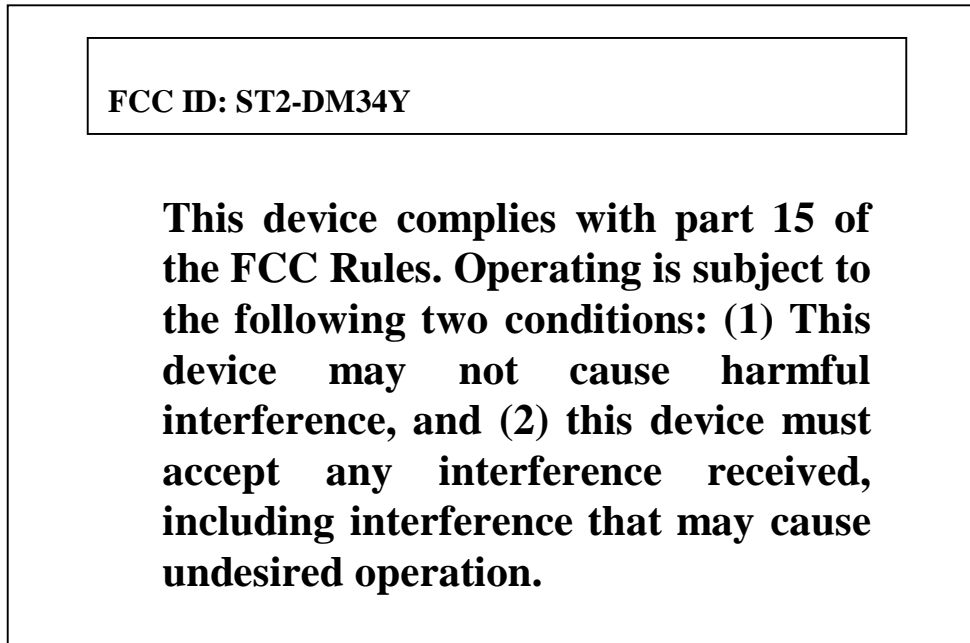 FCC ID: ST2-DM34Y
This device complies with part 15 of
the FCC Rules. Operating is subject to
the following two conditions: (1) This
device may not cause harmful
interference, and (2) this device must
accept any interference received,
including interference that may cause
undesired operation.